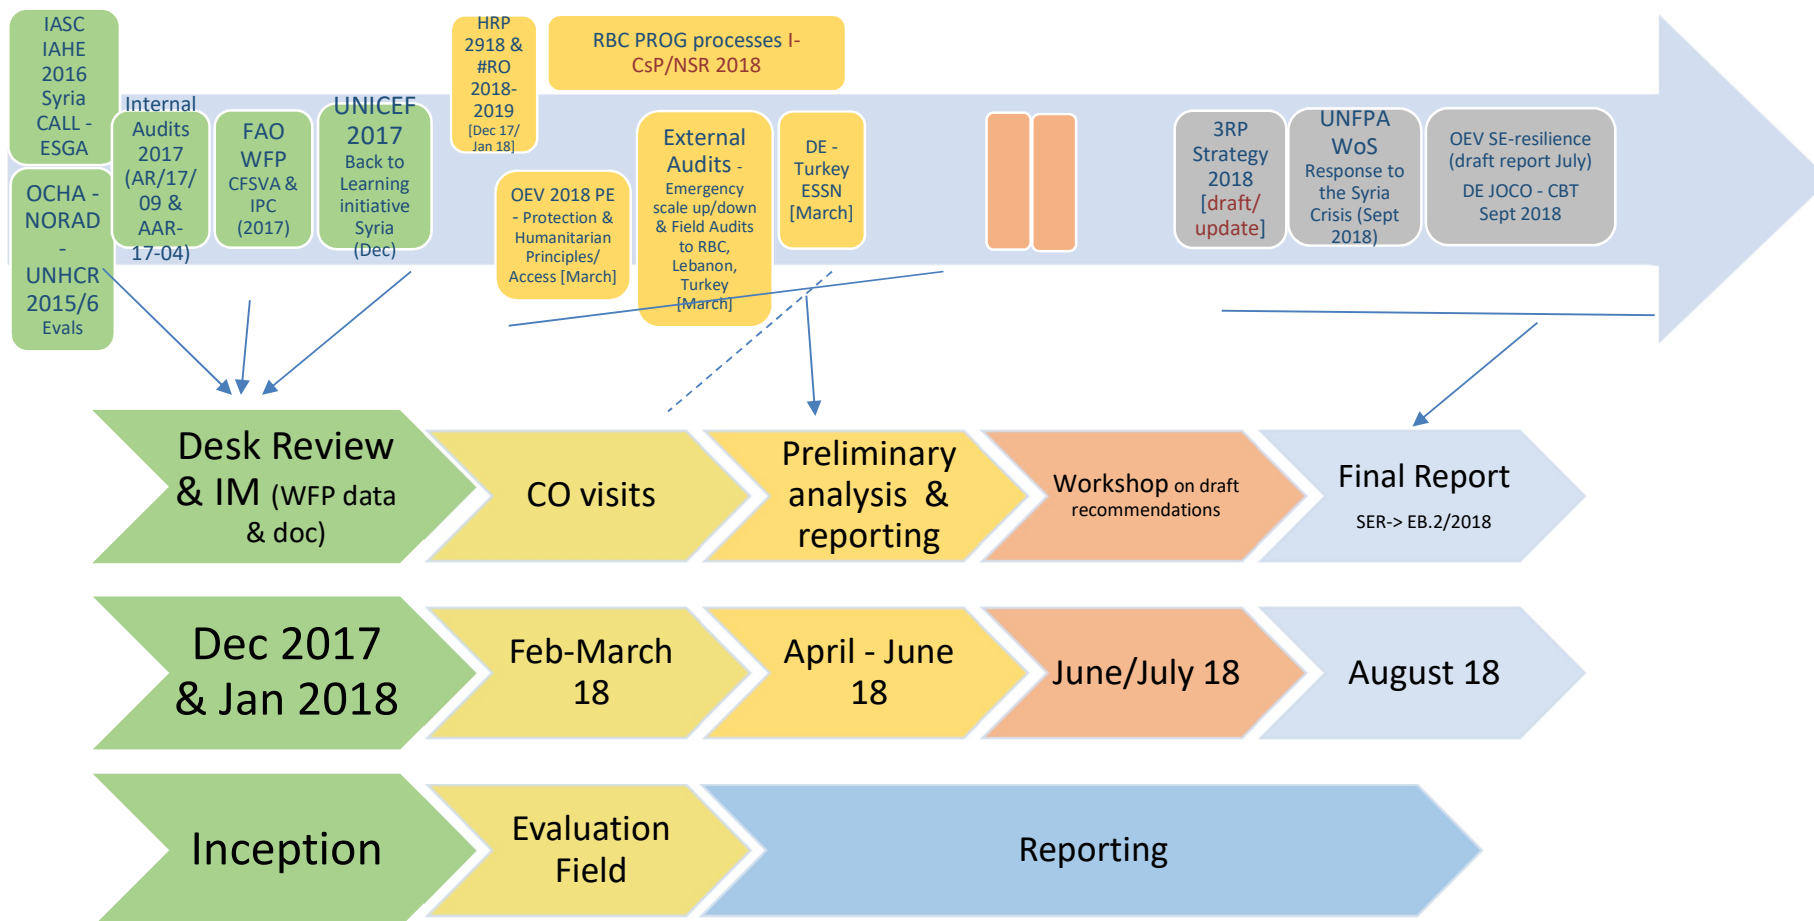 IASC
IAHE
2016
Syria
CALL -
ESGA
OCHA -
NORAD
-
UNHCR
2015/6
Evals
Internal
Audits
2017
(AR/17/
09 &
AAR-
17-04)
FAO
WFP
CFSVA &
IPC
(2017)
UNICEF
2017
Back to
Learning
initiative
Syria
(Dec)
HRP
2918 &
#RO
2018-
2019
[Dec 17/
Jan 18]
RBC PROG processes I-
CsP/NSR 2018
OEV 2018 PE
- Protection &
Humanitarian
Principles/
Access [March]
External
Audits -
Emergency
scale up/down
& Field Audits
to RBC,
Lebanon,
Turkey
[March]
DE -
Turkey
ESSN
[March]
3RP
Strategy
2018
[draft/
update]
UNFPA
WoS
Response to
the Syria
Crisis (Sept
2018)
OEV SE-resilience
(draft report July)
DE JOCO - CBT
Sept 2018
Desk Review
& IM (WFP data
& doc)
CO visits
Preliminary
analysis &
reporting
Workshop on draft
recommendations
Final Report
SER-> EB.2/2018
Dec 2017
& Jan 2018
Feb-March
18
April - June
18
June/July 18
August 18
Inception
Evaluation
Field
Reporting